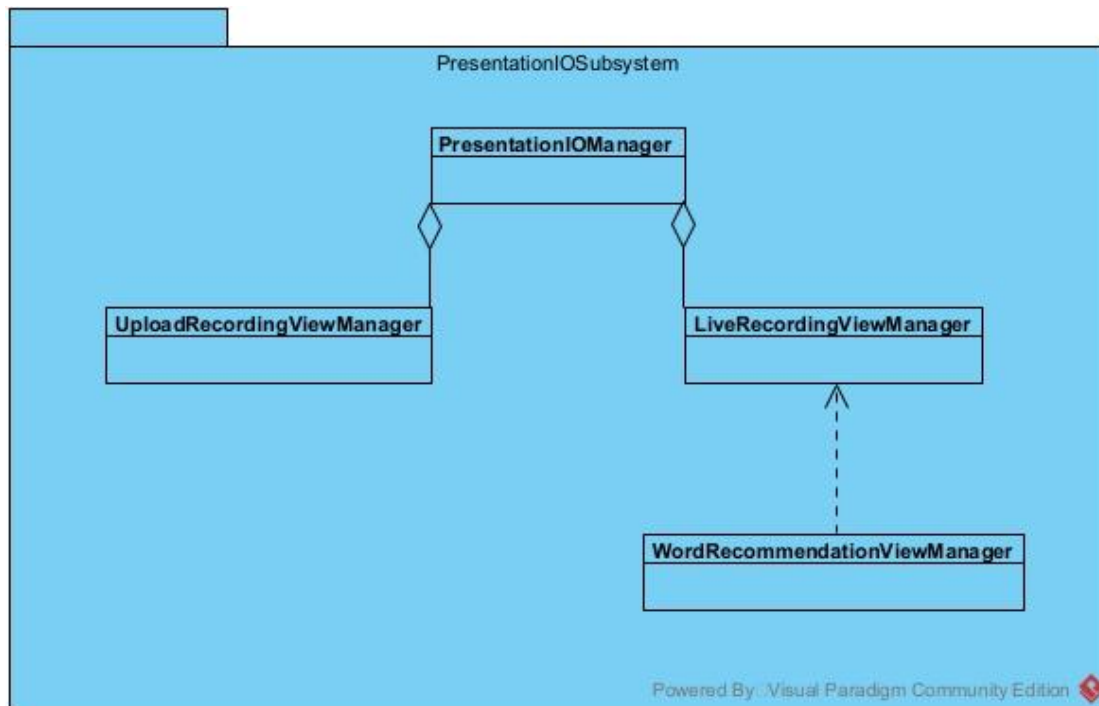 PresentationIOSubsystem
PresentationIOManager
UploadRecordingViewManager
LiveRecordingViewManager
WordRecommendationViewManager
Powered By Visual Paradigm Community Edition